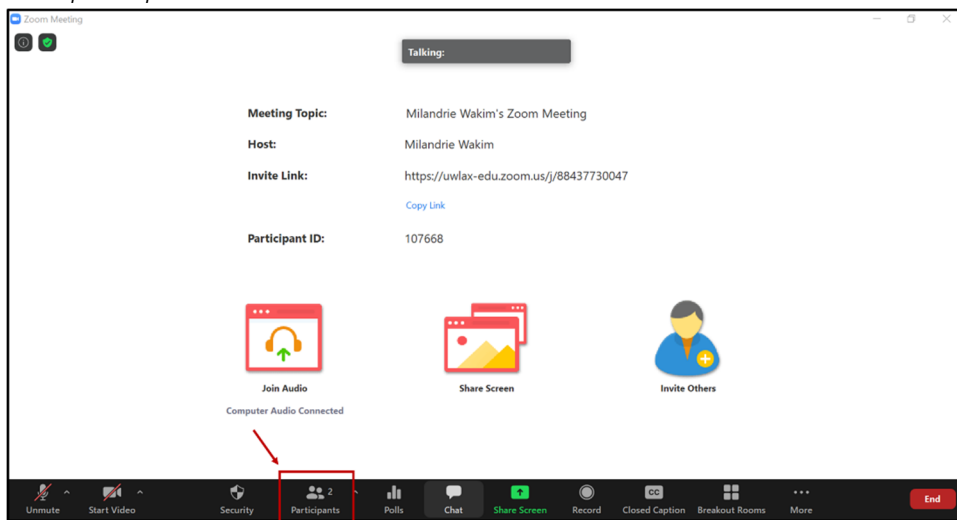 Zoom Meeting
Talking:
Meeting Topic: Milandrie Wakim's Zoom Meeting
Host: Milandrie Wakim
Invite Link: https://uwlax-edu.zoom.us/j/88437730047
Copy Link
Participant ID: 107668
Join Audio Share Screen Invite Others
Computer Audio Connected
2
CC
Unmute Start Video Security Participants Polls Chat Share Screen Record Closed Caption Breakout Rooms More End